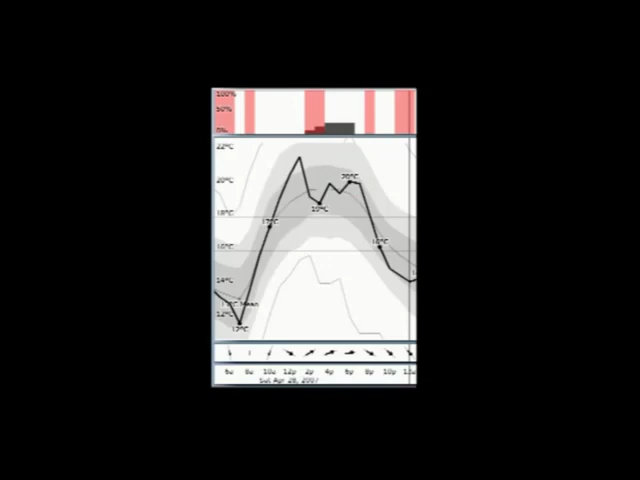 100%
50%
0%
22°C
20°C
20°C
18°C
19°C
17°C
16°C
16°C
14°C
12°C Mean
12°C
12°C
6a 8a 10a 12p 2p 4p 6p 8p 10p
Sat Apr 28, 2007